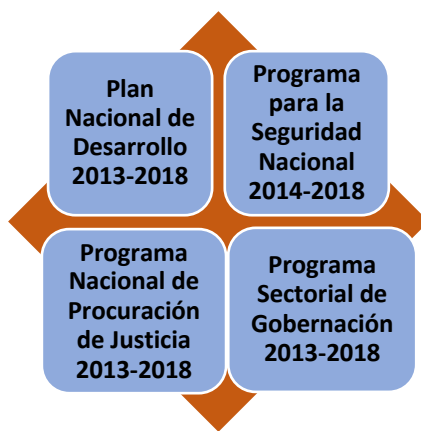 Plan
Nacional de
Desarrollo
2013-2018
Programa
para la
Seguridad
Nacional
2014-2018
Programa
Nacional de
Procuración
de Justicia
2013-2018
Programa
Sectorial de
Gobernación
2013-2018